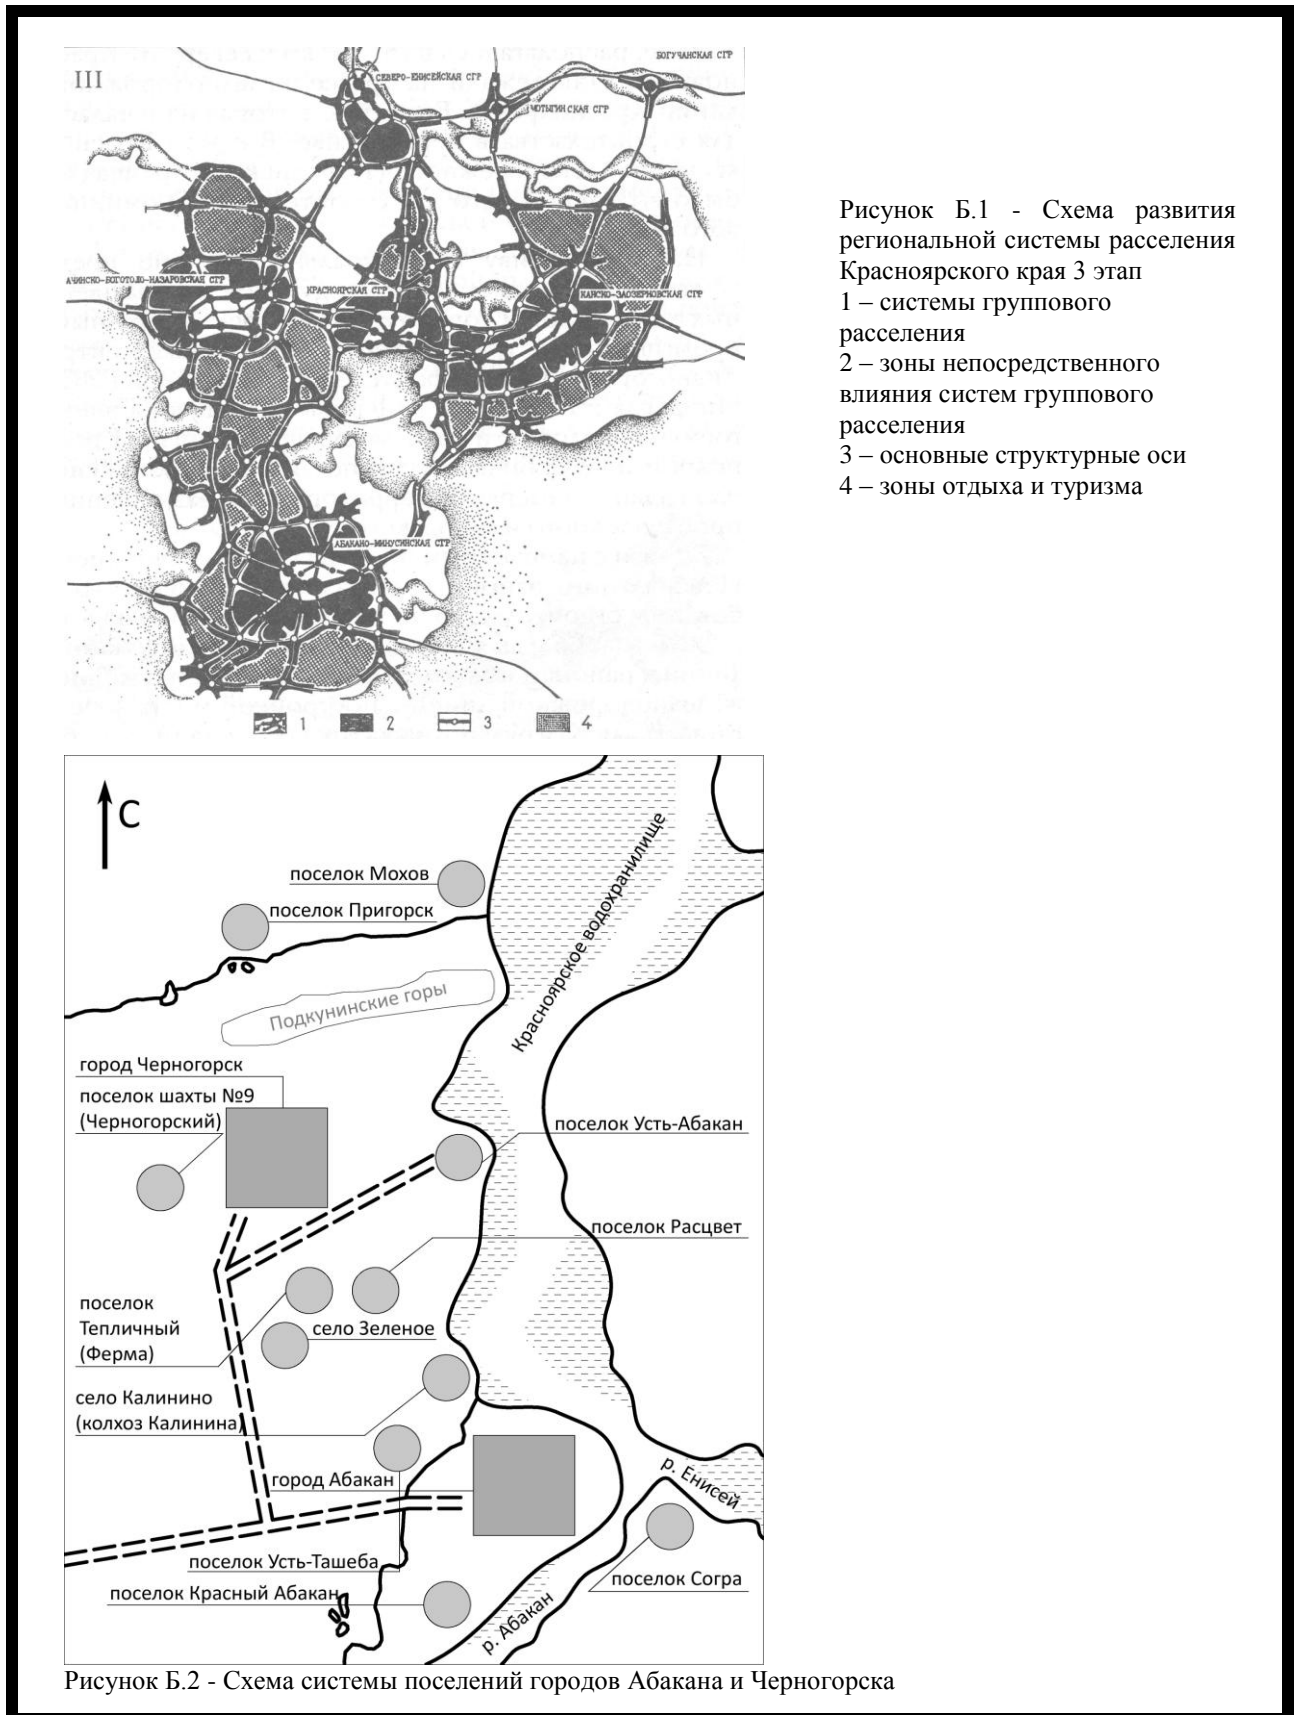 III
СЕВЕРО-ЕНИСЕЙСКАЯ СГР
БОГУЧАНСКАЯ СГР
МОТЫГИНСКАЯ СГР
АЧИНСКО-БОГОТОЛО-НАЗАРОВСКАЯ СГР
КРАСНОЯРСКАЯ СГР
КАНСКО-ЗАОЗЕРНОВСКАЯ СГР
АБАКАНО-МИНУСИНСКАЯ СГР
1 2 3 4
Рисунок Б.1 - Схема развития
региональной системы расселения
Красноярского края 3 этап
1 – системы группового
расселения
2 – зоны непосредственного
влияния систем группового
расселения
3 – основные структурные оси
4 – зоны отдыха и туризма
С
поселок Мохов
поселок Пригорск
Красноярское водохранилище
Подкунинские горы
город Черногорск
поселок шахты №9
(Черногорский)
поселок Усть-Абакан
поселок Расцвет
поселок
Тепличный
(Ферма)
село Зеленое
село Калинино
(колхоз Калинина)
город Абакан
р. Енисей
поселок Усть-Ташеба
поселок Красный Абакан
поселок Согра
р. Абакан
Рисунок Б.2 - Схема системы поселений городов Абакана и Черногорска